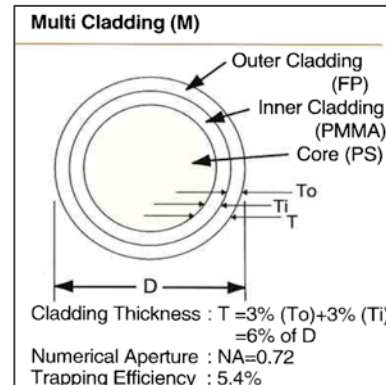 Multi Cladding (M)
Outer Cladding
(FP)
Inner Cladding
(PMMA)
Core (PS)
To
Ti
T
D
Cladding Thickness : T =3% (To)+3% (Ti)
=6% of D
Numerical Aperture : NA=0.72
Trapping Efficiency : 5.4%